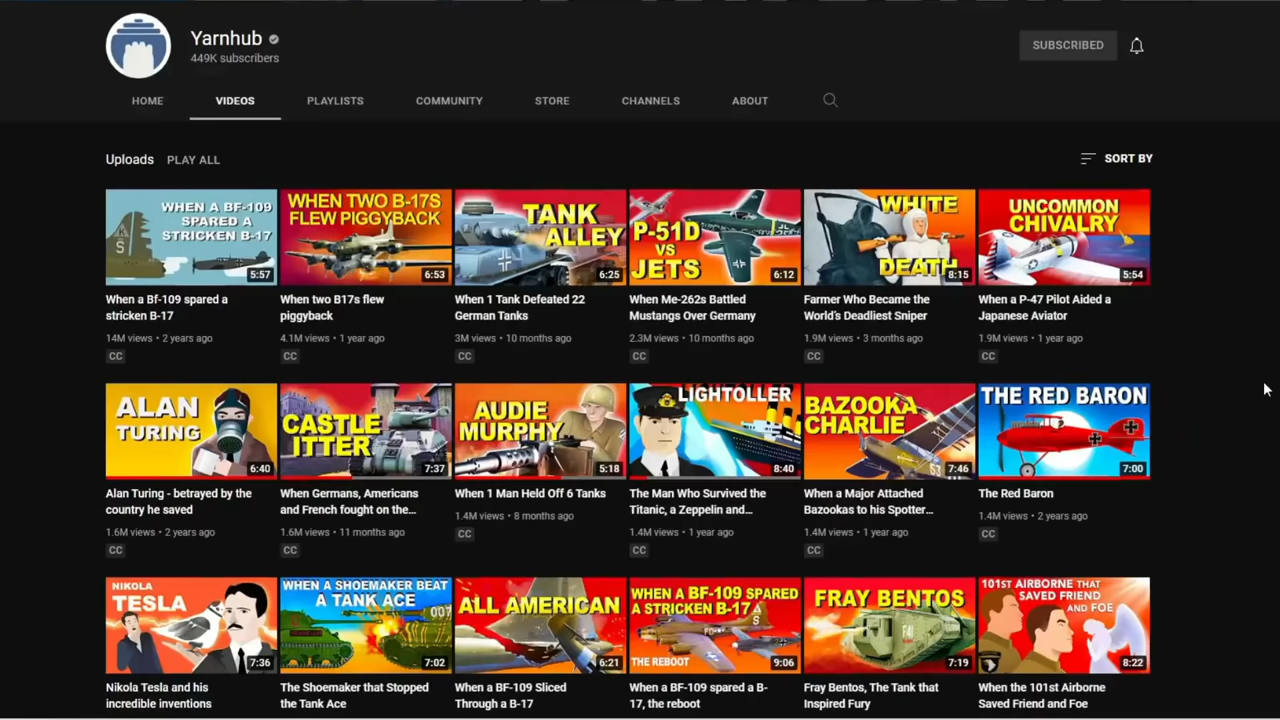 Yarnhub
449K subscribers
SUBSCRIBED
HOME VIDEOS PLAYLISTS COMMUNITY STORE CHANNELS ABOUT
Uploads PLAY ALL
SORT BY
WHEN A BF-109
SPARED A
STRICKEN B-17
5:57
WHEN TWO B-17S
FLEW PIGGYBACK
6:53
TANK
ALLEY
6:25
P-51D
VS
JETS
6:12
WHITE
DEATH
8:15
UNCOMMON
CHIVALRY
5:54
When a Bf-109 spared a
stricken B-17
14M views • 2 years ago
CC
When two B17s flew
piggyback
4.1M views • 1 year ago
CC
When 1 Tank Defeated 22
German Tanks
3M views • 10 months ago
CC
When Me-262s Battled
Mustangs Over Germany
2.3M views • 10 months ago
CC
Farmer Who Became the
World's Deadliest Sniper
1.9M views • 3 months ago
CC
When a P-47 Pilot Aided a
Japanese Aviator
1.9M views • 1 year ago
CC
ALAN
TURING
6:40
CASTLE
ITTER
7:37
AUDIE
MURPHY
5:18
LIGHTOLLER
8:40
BAZOOKA
CHARLIE
7:46
THE RED BARON
7:00
Alan Turing - betrayed by the
country he saved
1.6M views • 2 years ago
CC
When Germans, Americans
and French fought on the...
1.6M views • 11 months ago
CC
When 1 Man Held Off 6 Tanks
1.4M views • 8 months ago
CC
The Man Who Survived the
Titanic, a Zeppelin and...
1.4M views • 1 year ago
CC
When a Major Attached
Bazookas to his Spotter...
1.4M views • 1 year ago
CC
The Red Baron
1.4M views • 2 years ago
CC
NIKOLA
TESLA
7:36
WHEN A SHOEMAKER BEAT
A TANK ACE
007
7:02
ALL AMERICAN
6:21
WHEN A BF-109 SPARED
A STRICKEN B-17
THE REBOOT
9:06
FRAY BENTOS
F41
7:19
101ST AIRBORNE THAT
SAVED FRIEND
AND FOE
8:22
Nikola Tesla and his
incredible inventions
The Shoemaker that Stopped
the Tank Ace
When a BF-109 Sliced
Through a B-17
When a BF-109 spared a B-
17, the reboot
Fray Bentos, The Tank that
Inspired Fury
When the 101st Airborne
Saved Friend and Foe